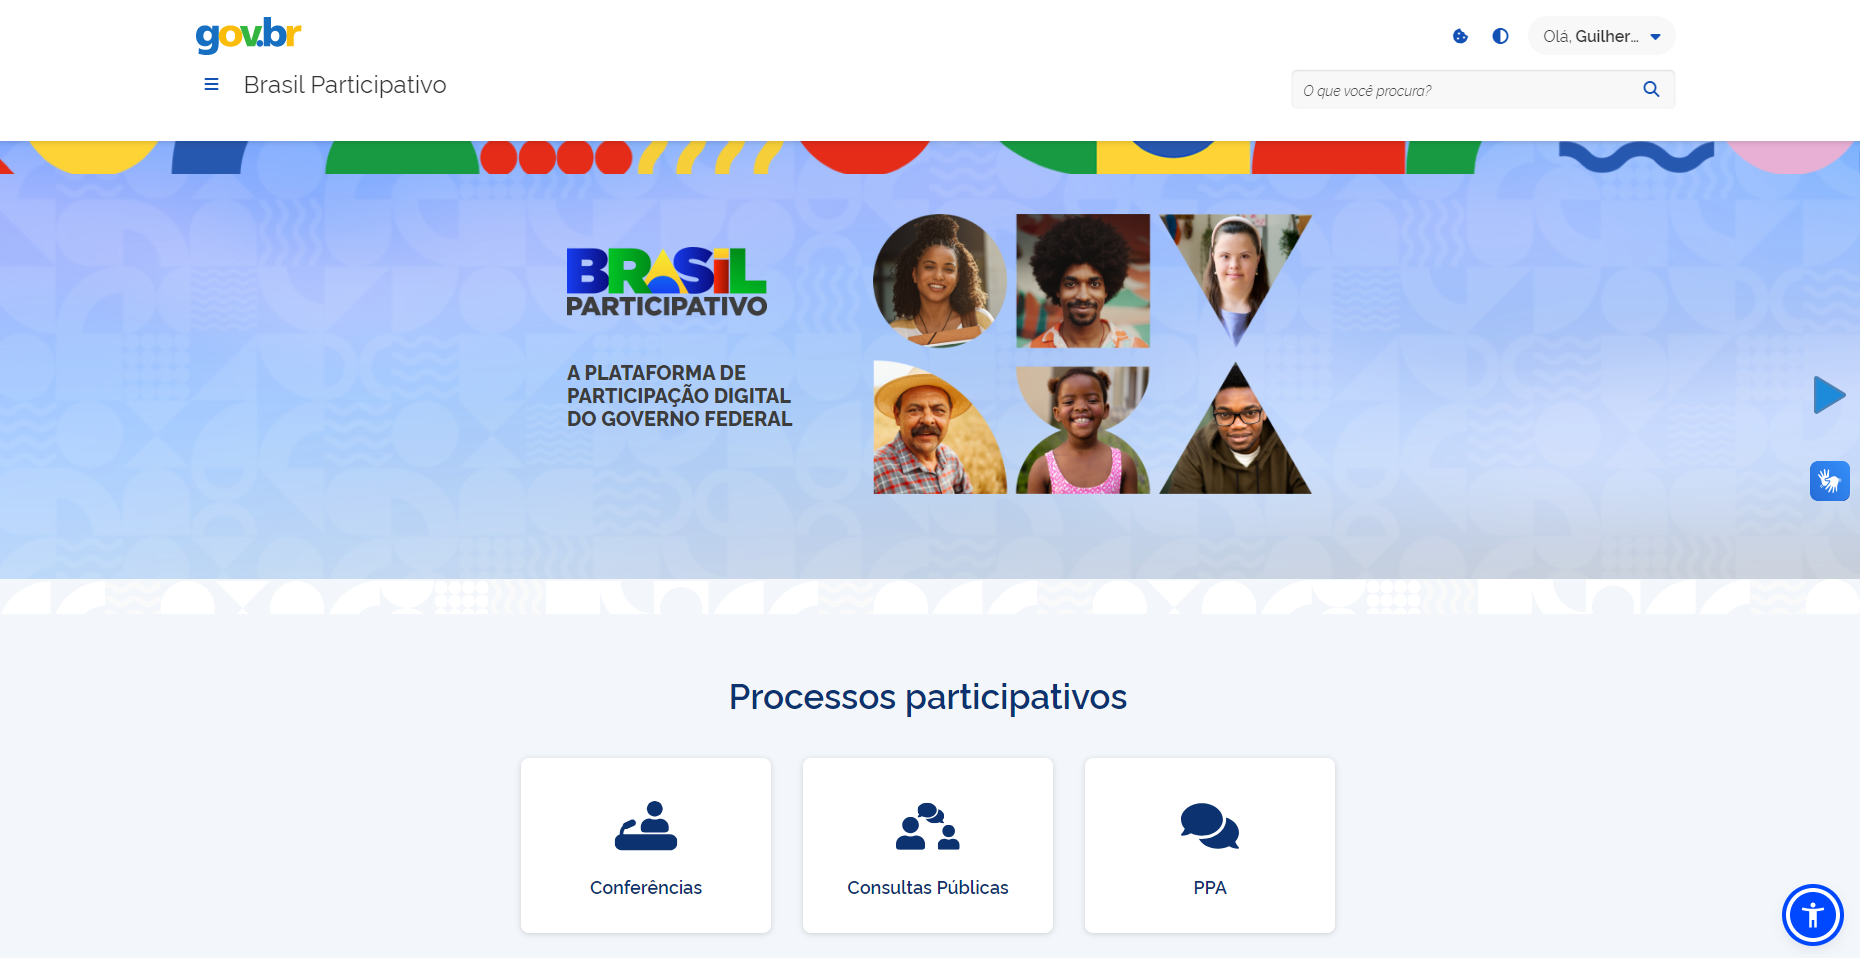 gov.br
Olá, Guilher...
Brasil Participativo
O que você procura?
BRASIL
PARTICIPATIVO
A PLATAFORMA DE
PARTICIPAÇÃO DIGITAL
DO GOVERNO FEDERAL
Processos participativos
Conferências
Consultas Públicas
PPA